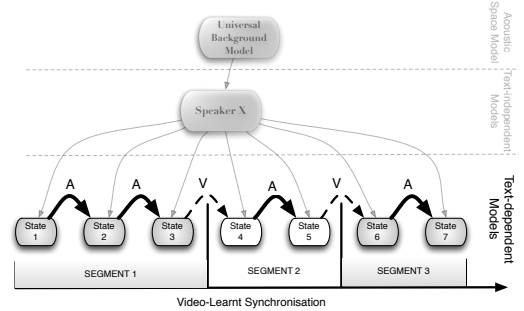 Universal
Background
Model
Acoustic
Space Model
Speaker X
Text-independent
Models
A A V A V A
State State State State State State State
1 2 3 4 5 6 7
Text-dependent
Models
SEGMENT 1 SEGMENT 2 SEGMENT 3
Video-Learnt Synchronisation